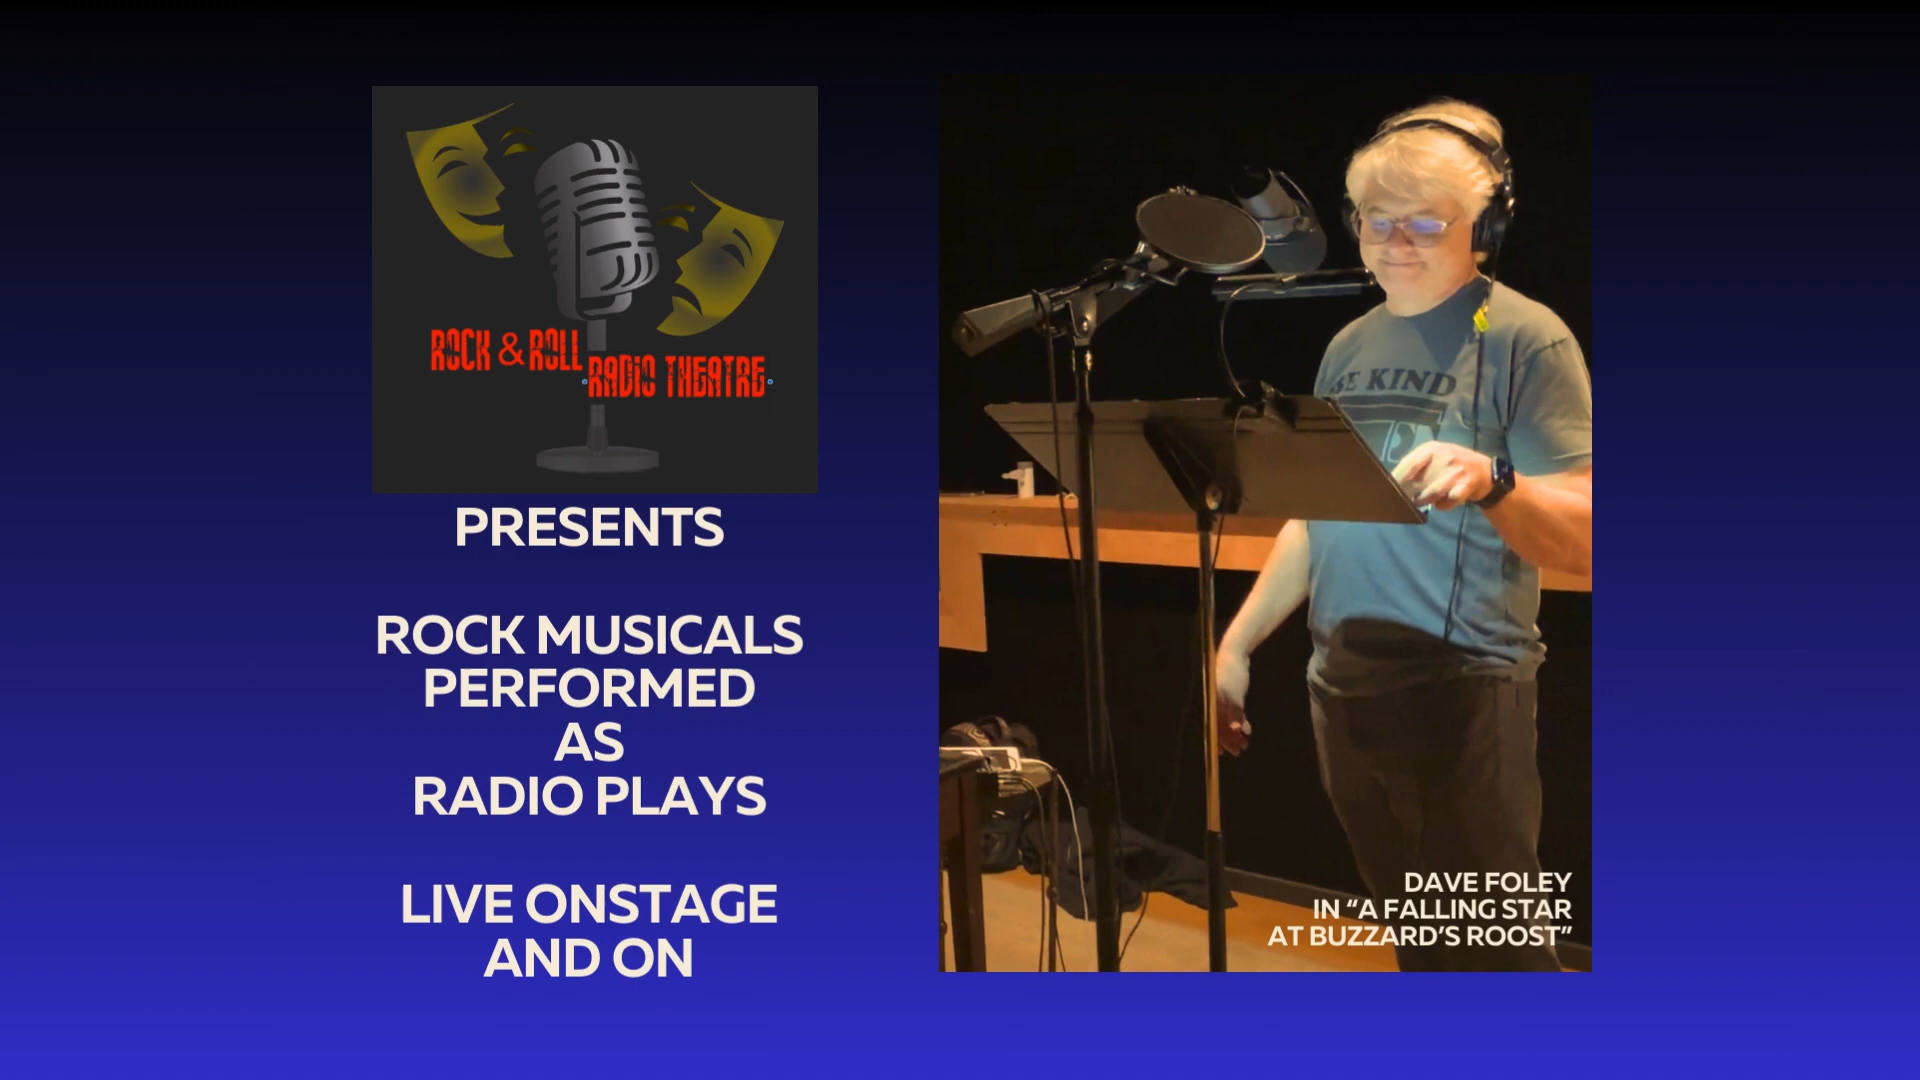 ROCK & ROLL
RADiO THEATRE
PRESENTS
ROCK MUSICALS
PERFORMED
AS
RADIO PLAYS
LIVE ONSTAGE
AND ON
BE KIND
DAVE FOLEY
IN “A FALLING STAR
AT BUZZARD’S ROOST”